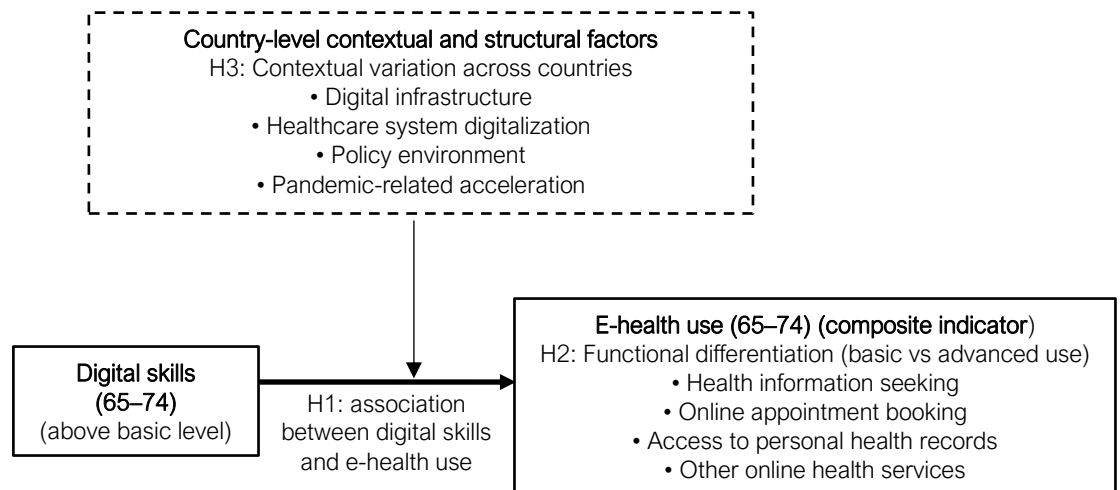 Country-level contextual and structural factors
H3: Contextual variation across countries
• Digital infrastructure
• Healthcare system digitalization
• Policy environment
• Pandemic-related acceleration
Digital skills
(65–74)
(above basic level)
H1: association
between digital skills
and e-health use
E-health use (65–74) (composite indicator)
H2: Functional differentiation (basic vs advanced use)
• Health information seeking
• Online appointment booking
• Access to personal health records
• Other online health services